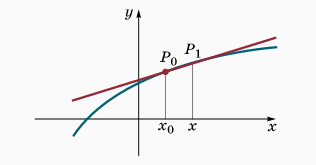 y
P₀ P₁
x₀ x x